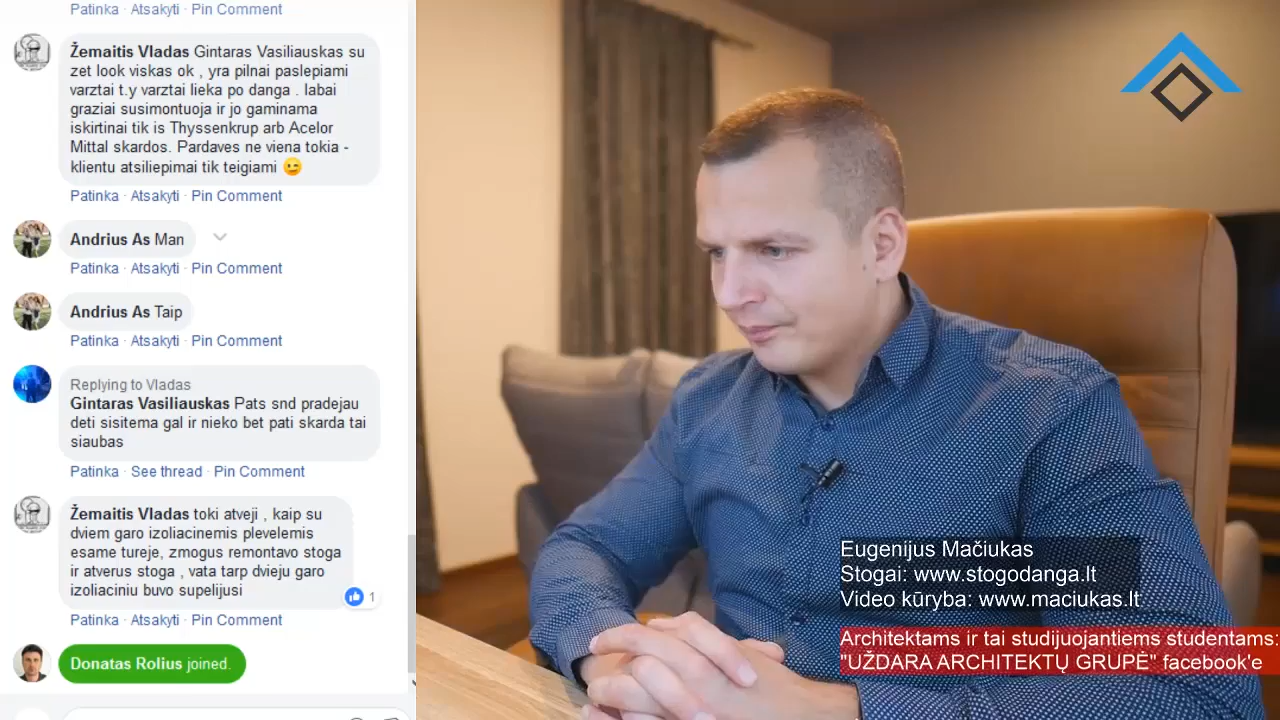 Patinka · Atsakyti · Pin Comment
Žemaitis Vladas Gintaras Vasiliauskas su
zet look viskas ok , yra pilnai paslepiami
varztai t.y varztai lieka po danga . labai
graziai susimontuoja ir jo gaminama
iskirtinai tik is Thyssenkrup arb Acelor
Mittal skardos. Pardaves ne viena tokia -
klientu atsiliepimai tik teigiami 😉
Patinka · Atsakyti · Pin Comment
Andrius As Man
Patinka · Atsakyti · Pin Comment
Andrius As Taip
Patinka · Atsakyti · Pin Comment
Replying to Vladas
Gintaras Vasiliauskas Pats snd pradejau
deti sisitema gal ir nieko bet pati skarda tai
siaubas
Patinka · See thread · Pin Comment
Žemaitis Vladas toki atveji , kaip su
dviem garo izoliacinemis plevelemis
esame tureje, zmogus remontavo stoga
ir atverus stoga , vata tarp dvieju garo
izoliaciniu buvo supelijusi
1
Patinka · Atsakyti · Pin Comment
Donatas Rolius joined.
Eugenijus Mačiukas
Stogai: www.stogodanga.lt
Video kūryba: www.maciukas.lt
Architektams ir tai studijuojantiems studentams:
"UŽDARA ARCHITEKTŲ GRUPĖ" facebook'e